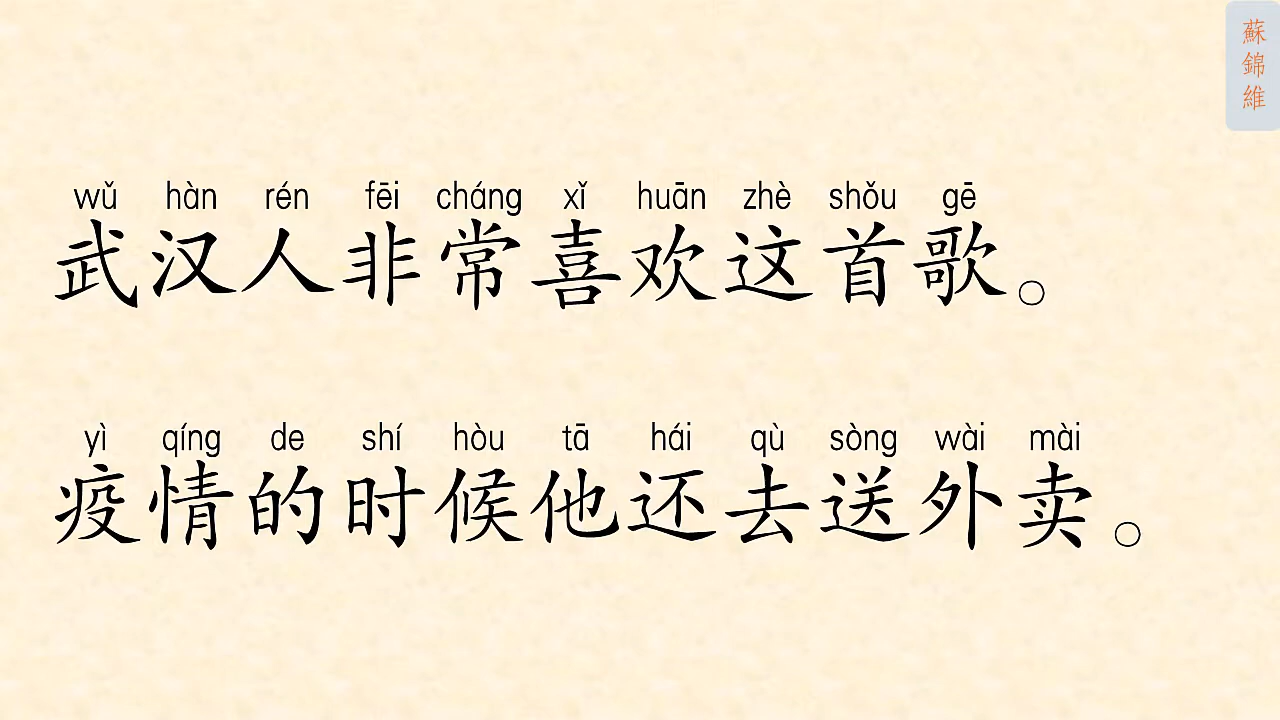 wǔ hàn rén fēi cháng xǐ huān zhè shǒu gē
武汉人非常喜欢这首歌。
yì qíng de shí hòu tā hái qù sòng wài mài
疫情的时候他还去送外卖。
蘇錦維